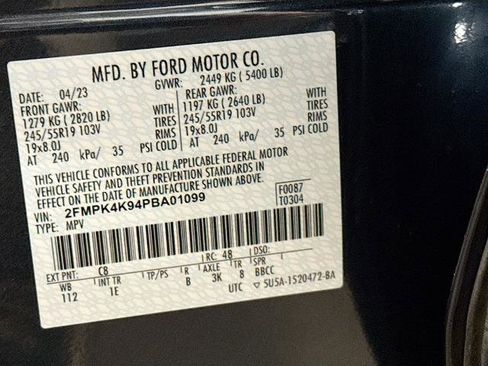 MFD. BY FORD MOTOR CO.
DATE: 04/23 GVWR: 2449 KG ( 5400 LB)
FRONT GAWR: REAR GAWR:
1279 KG ( 2820 LB) WITH 1197 KG ( 2640 LB) WITH
245/55R19 103V TIRES 245/55R19 103V TIRES
19x8.0J RIMS 19x8.0J RIMS
AT 240 kPa/ 35 PSI COLD AT 240 kPa/ 35 PSI COLD
THIS VEHICLE CONFORMS TO ALL APPLICABLE FEDERAL MOTOR
VEHICLE SAFETY AND THEFT PREVENTION STANDARDS IN EFFECT
ON THE DATE OF MANUFACTURE SHOWN ABOVE.
VIN: 2FMPK4K94PBA01099 F0087
TYPE: MPV T0304
EXT PNT: C8 RC: 48 DSO:
WB INT TR TP/PS R AXLE TR SPR
112 1E B 3K 8 BBCC
UTC ▽ 5U5A-1520472-BA